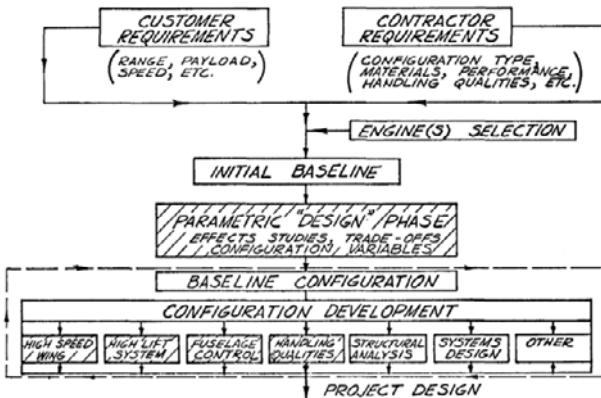 CUSTOMER
REQUIREMENTS
(RANGE, PAYLOAD,
SPEED, ETC.)
CONTRACTOR
REQUIREMENTS
(CONFIGURATION TYPE,
MATERIALS, PERFORMANCE,
HANDLING QUALITIES, ETC.)
ENGINE(S) SELECTION
INITIAL BASELINE
PARAMETRIC "DESIGN" PHASE
EFFECTS STUDIES, TRADE-OFFS
CONFIGURATION VARIABLES
BASELINE CONFIGURATION
CONFIGURATION DEVELOPMENT
HIGH SPEED
WING
HIGH LIFT
SYSTEM
FUSELAGE
CONTROL
HANDLING
QUALITIES
STRUCTURAL
ANALYSIS
SYSTEMS
DESIGN
OTHER
PROJECT DESIGN